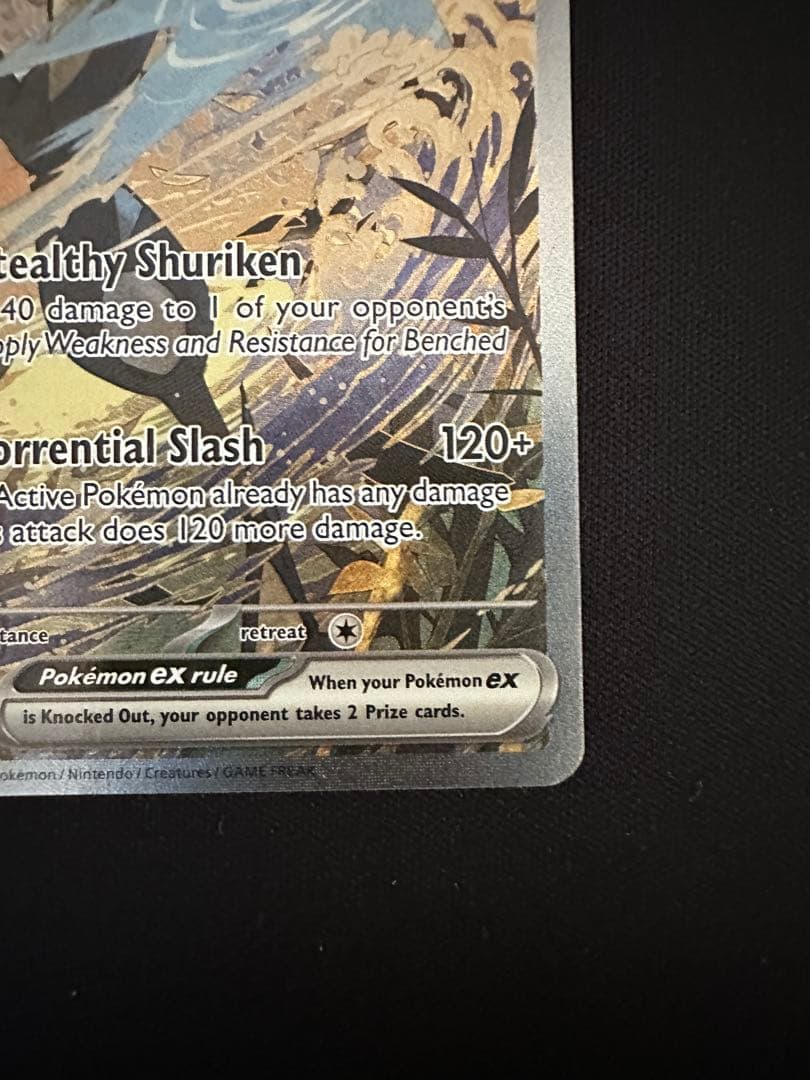 tealthy Shuriken
40 damage to 1 of your opponent's
pply Weakness and Resistance for Benched
orrential Slash 120+
Active Pokémon already has any damage
s attack does 120 more damage.
tance retreat
Pokémon ex rule When your Pokémon ex
is Knocked Out, your opponent takes 2 Prize cards.
okémon / Nintendo / Creatures / GAME FREAK